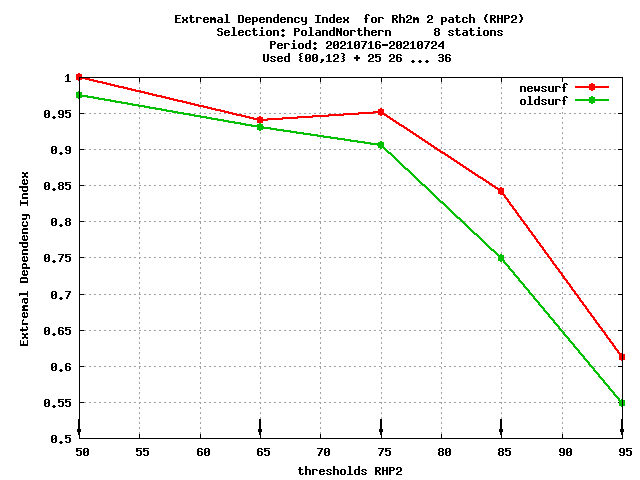 Extremal Dependency Index  for Rh2m 2 patch (RHP2)
Selection: PolandNorthern      8 stations
Period: 20210716-20210724
Used {00,12} + 25 26 ... 36
newsurf
oldsurf
1
0.95
0.9
0.85
0.8
0.75
0.7
0.65
0.6
0.55
0.5
Extremal Dependency Index
50 55 60 65 70 75 80 85 90 95
thresholds RHP2